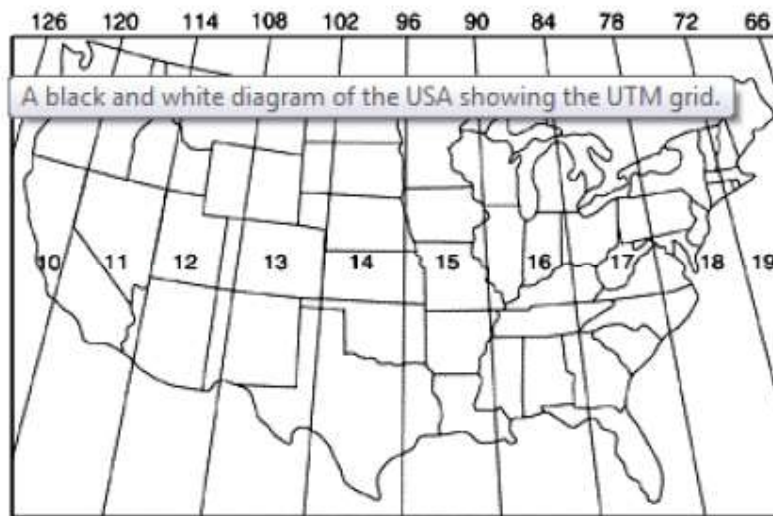 126 120 114 108 102 96 90 84 78 72 66
A black and white diagram of the USA showing the UTM grid.
10 11 12 13 14 15 16 17 18 19